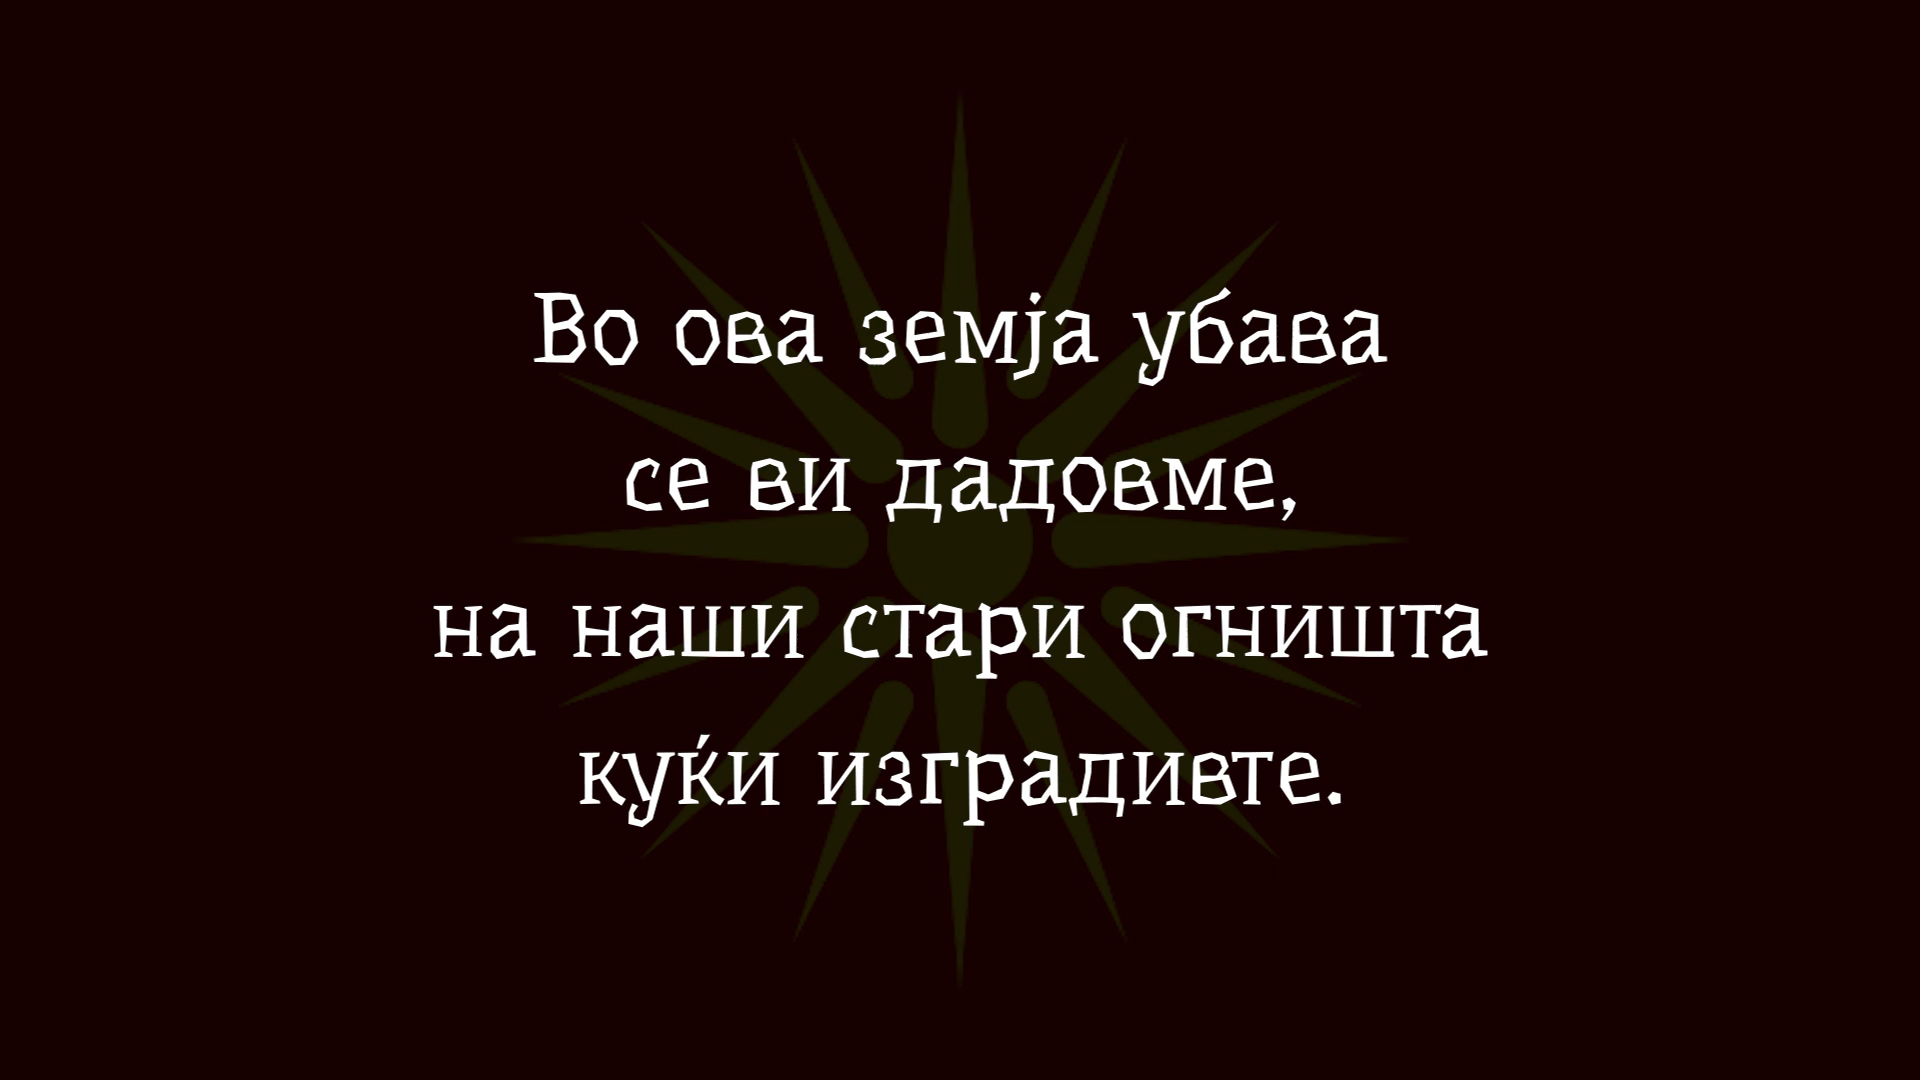 Во ова земја убава
се ви дадовме,
на наши стари огништа
куќи изградивте.